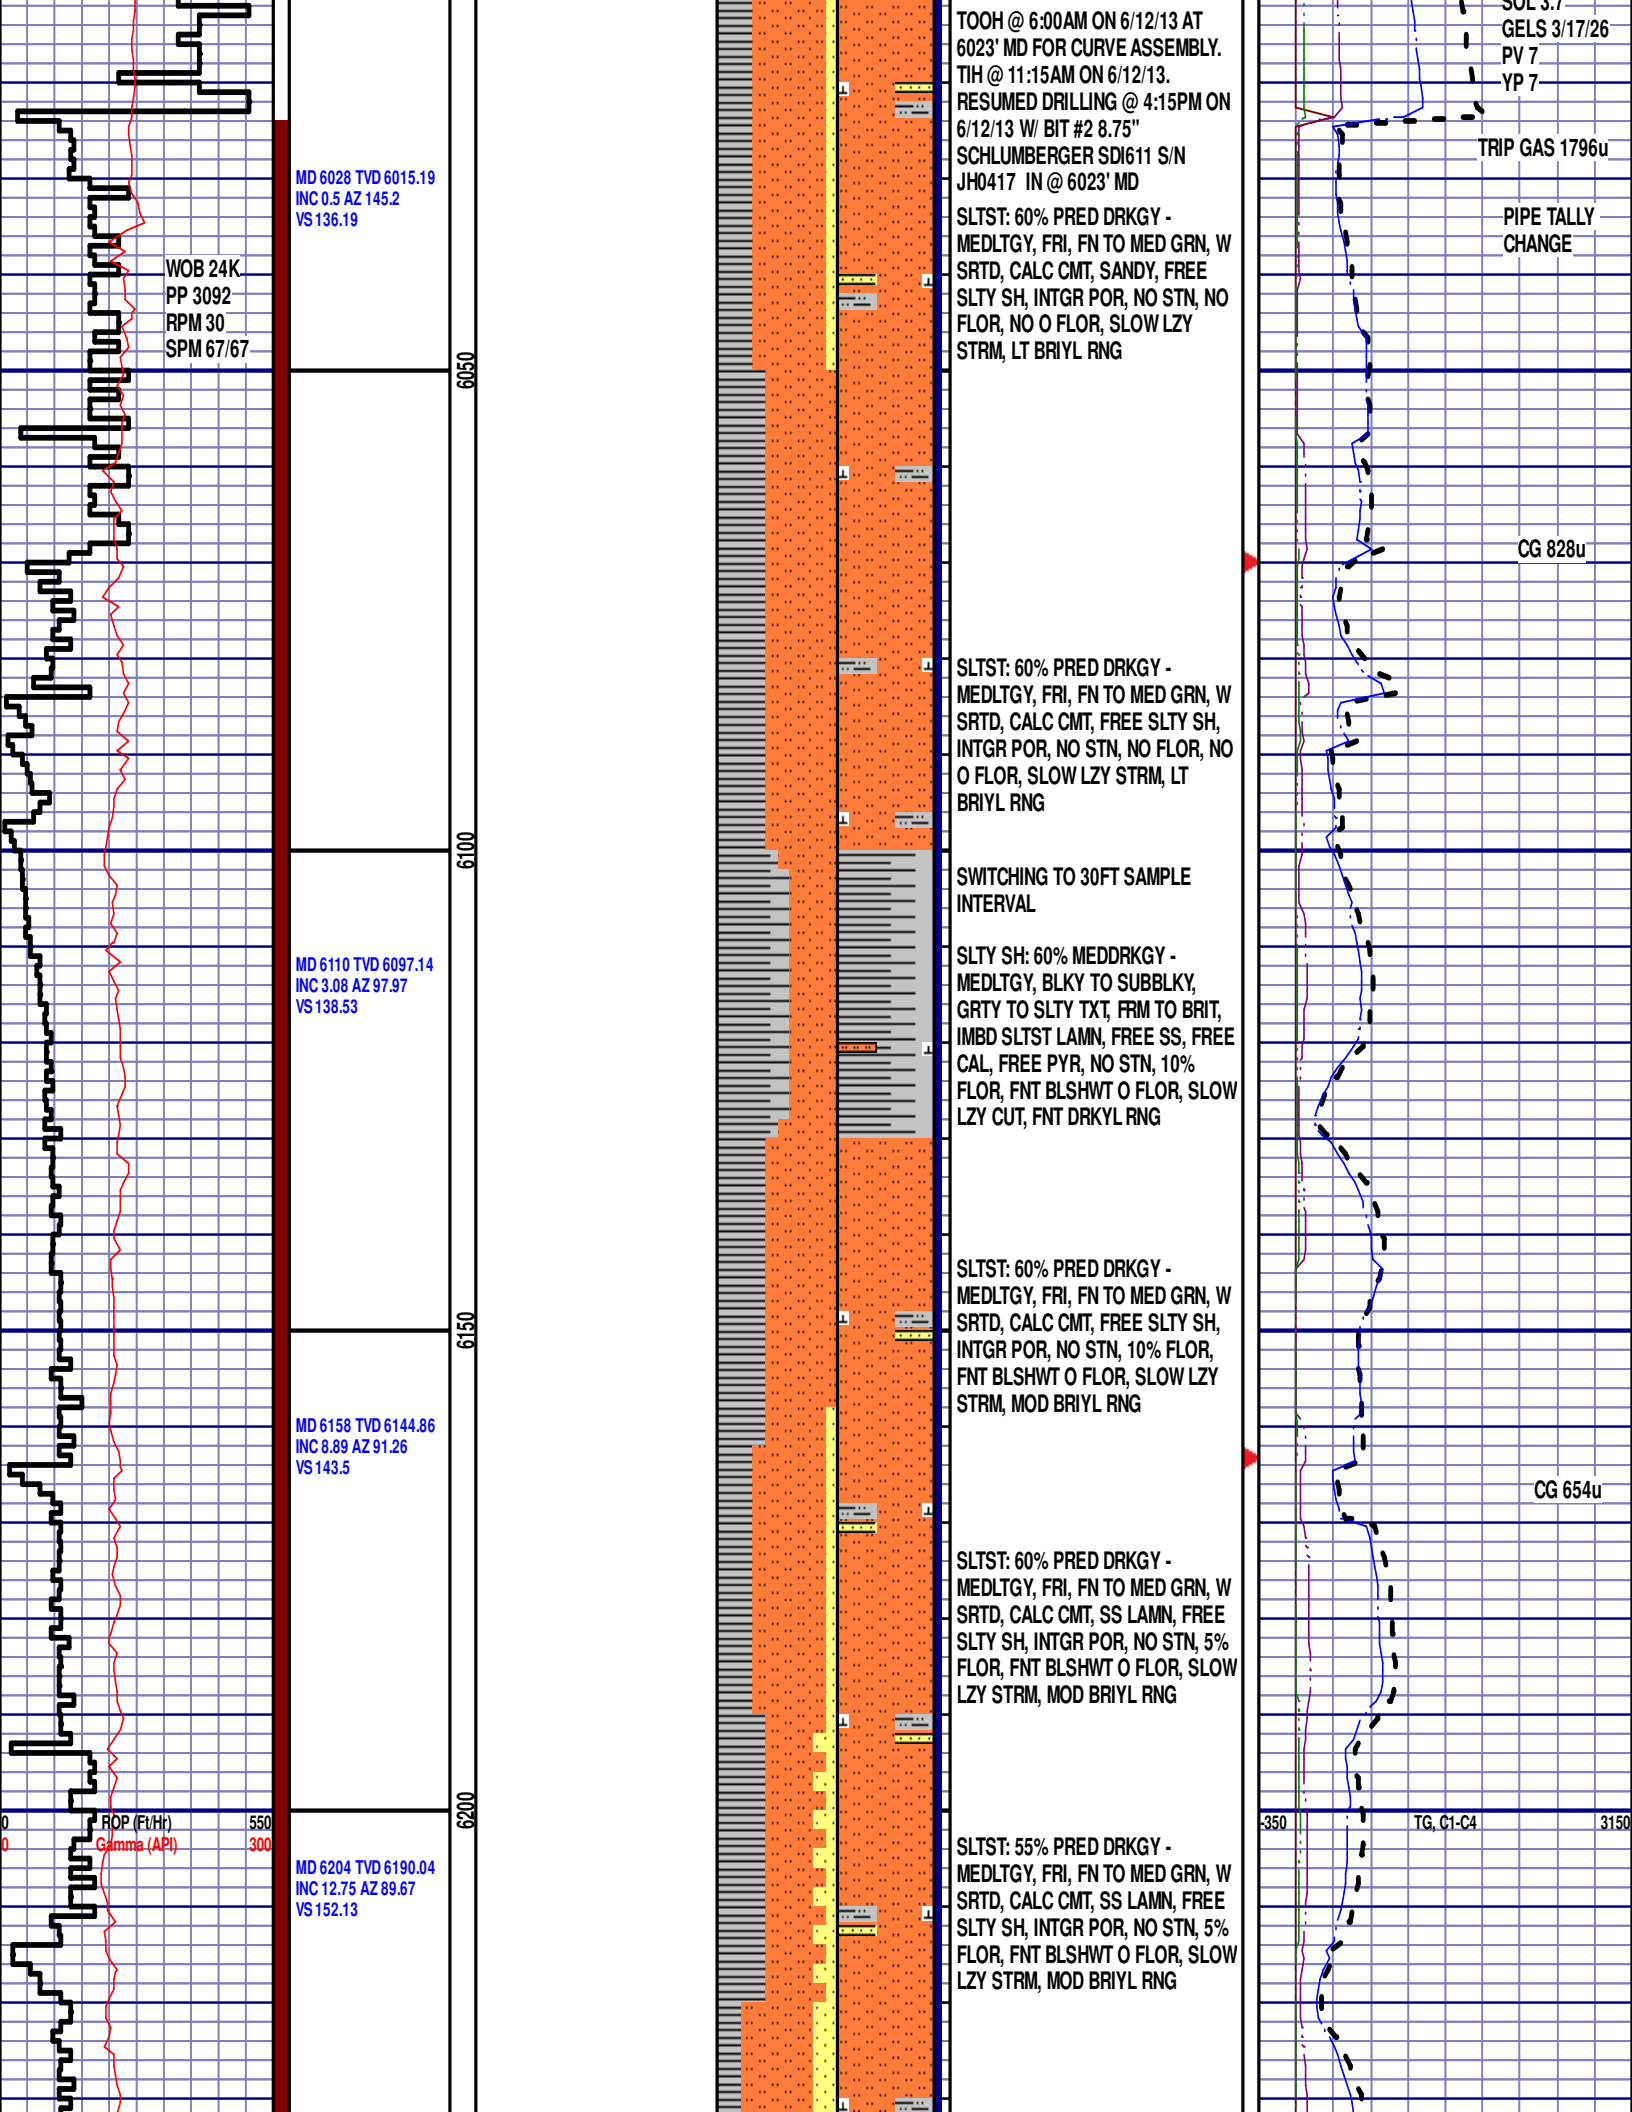 SOL 3.7
GELS 3/17/26
PV 7
YP 7
TRIP GAS 1796u
PIPE TALLY
CHANGE
CG 828u
CG 654u
TOOH @ 6:00AM ON 6/12/13 AT
6023' MD FOR CURVE ASSEMBLY.
TIH @ 11:15AM ON 6/12/13.
RESUMED DRILLING @ 4:15PM ON
6/12/13 W/ BIT #2 8.75"
SCHLUMBERGER SDI611 S/N
JH0417 IN @ 6023' MD
SLTST: 60% PRED DRKGY -
MEDLTGY, FRI, FN TO MED GRN, W
SRTD, CALC CMT, SANDY, FREE
SLTY SH, INTGR POR, NO STN, NO
FLOR, NO O FLOR, SLOW LZY
STRM, LT BRIYL RNG
SLTST: 60% PRED DRKGY -
MEDLTGY, FRI, FN TO MED GRN, W
SRTD, CALC CMT, FREE SLTY SH,
INTGR POR, NO STN, NO FLOR, NO
O FLOR, SLOW LZY STRM, LT
BRIYL RNG
SWITCHING TO 30FT SAMPLE
INTERVAL
SLTY SH: 60% MEDDRKGY -
MEDLTGY, BLKY TO SUBBLKY,
GRTY TO SLTY TXT, FRM TO BRIT,
IMBD SLTST LAMN, FREE SS, FREE
CAL, FREE PYR, NO STN, 10%
FLOR, FNT BLSHWT O FLOR, SLOW
LZY CUT, FNT DRKYL RNG
SLTST: 60% PRED DRKGY -
MEDLTGY, FRI, FN TO MED GRN, W
SRTD, CALC CMT, FREE SLTY SH,
INTGR POR, NO STN, 10% FLOR,
FNT BLSHWT O FLOR, SLOW LZY
STRM, MOD BRIYL RNG
SLTST: 60% PRED DRKGY -
MEDLTGY, FRI, FN TO MED GRN, W
SRTD, CALC CMT, SS LAMN, FREE
SLTY SH, INTGR POR, NO STN, 5%
FLOR, FNT BLSHWT O FLOR, SLOW
LZY STRM, MOD BRIYL RNG
SLTST: 55% PRED DRKGY -
MEDLTGY, FRI, FN TO MED GRN, W
SRTD, CALC CMT, SS LAMN, FREE
SLTY SH, INTGR POR, NO STN, 5%
FLOR, FNT BLSHWT O FLOR, SLOW
LZY STRM, MOD BRIYL RNG
MD 6028 TVD 6015.19
INC 0.5 AZ 145.2
VS 136.19
WOB 24K
PP 3092
RPM 30
SPM 67/67
6050
6100
MD 6110 TVD 6097.14
INC 3.08 AZ 97.97
VS 138.53
6150
MD 6158 TVD 6144.86
INC 8.89 AZ 91.26
VS 143.5
6200
0 ROP (Ft/Hr) 550
0 Gamma (API) 300
MD 6204 TVD 6190.04
INC 12.75 AZ 89.67
VS 152.13
-350 TG, C1-C4 3150